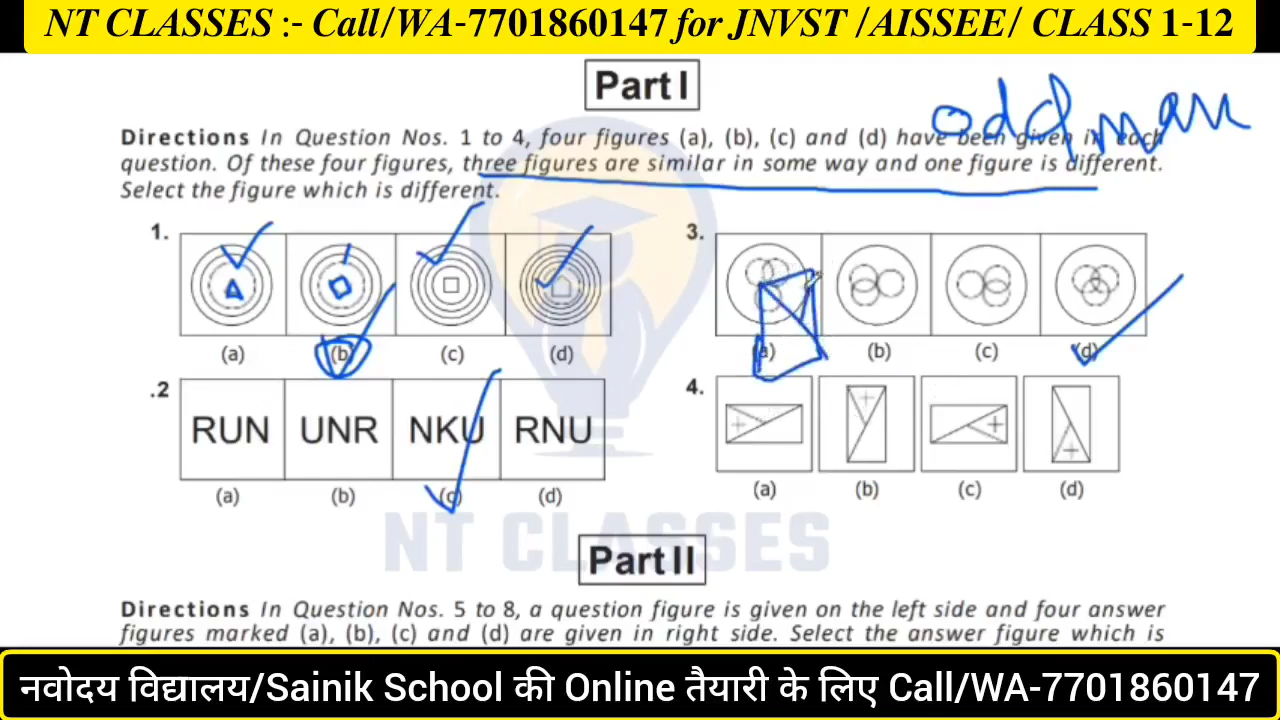 NT CLASSES :- Call/WA-7701860147 for JNVST /AISSEE/ CLASS 1-12
Part I
oddman
Directions In Question Nos. 1 to 4, four figures (a), (b), (c) and (d) have been given in each
question. Of these four figures, three figures are similar in some way and one figure is different.
Select the figure which is different.
1.
(a) (b) (c) (d)
3.
(a) (b) (c) (d)
.2
RUN UNR NKU RNU
(a) (b) (c) (d)
4.
(a) (b) (c) (d)
NT CLASSES
Part II
Directions In Question Nos. 5 to 8, a question figure is given on the left side and four answer
figures marked (a), (b), (c) and (d) are given in right side. Select the answer figure which is
नवोदय विद्यालय/Sainik School की Online तैयारी के लिए Call/WA-7701860147